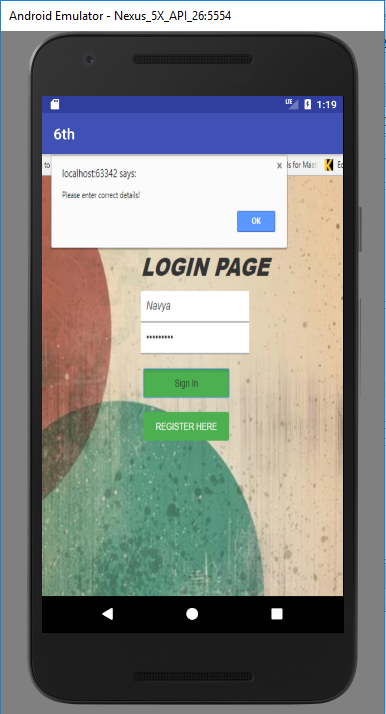 Android Emulator - Nexus_5X_API_26:5554
LTE 1:19
6th
to
ls for Mast
Ec
localhost:63342 says:
x
Please enter correct details!
OK
LOGIN PAGE
Navya
•••••••••
Sign In
REGISTER HERE